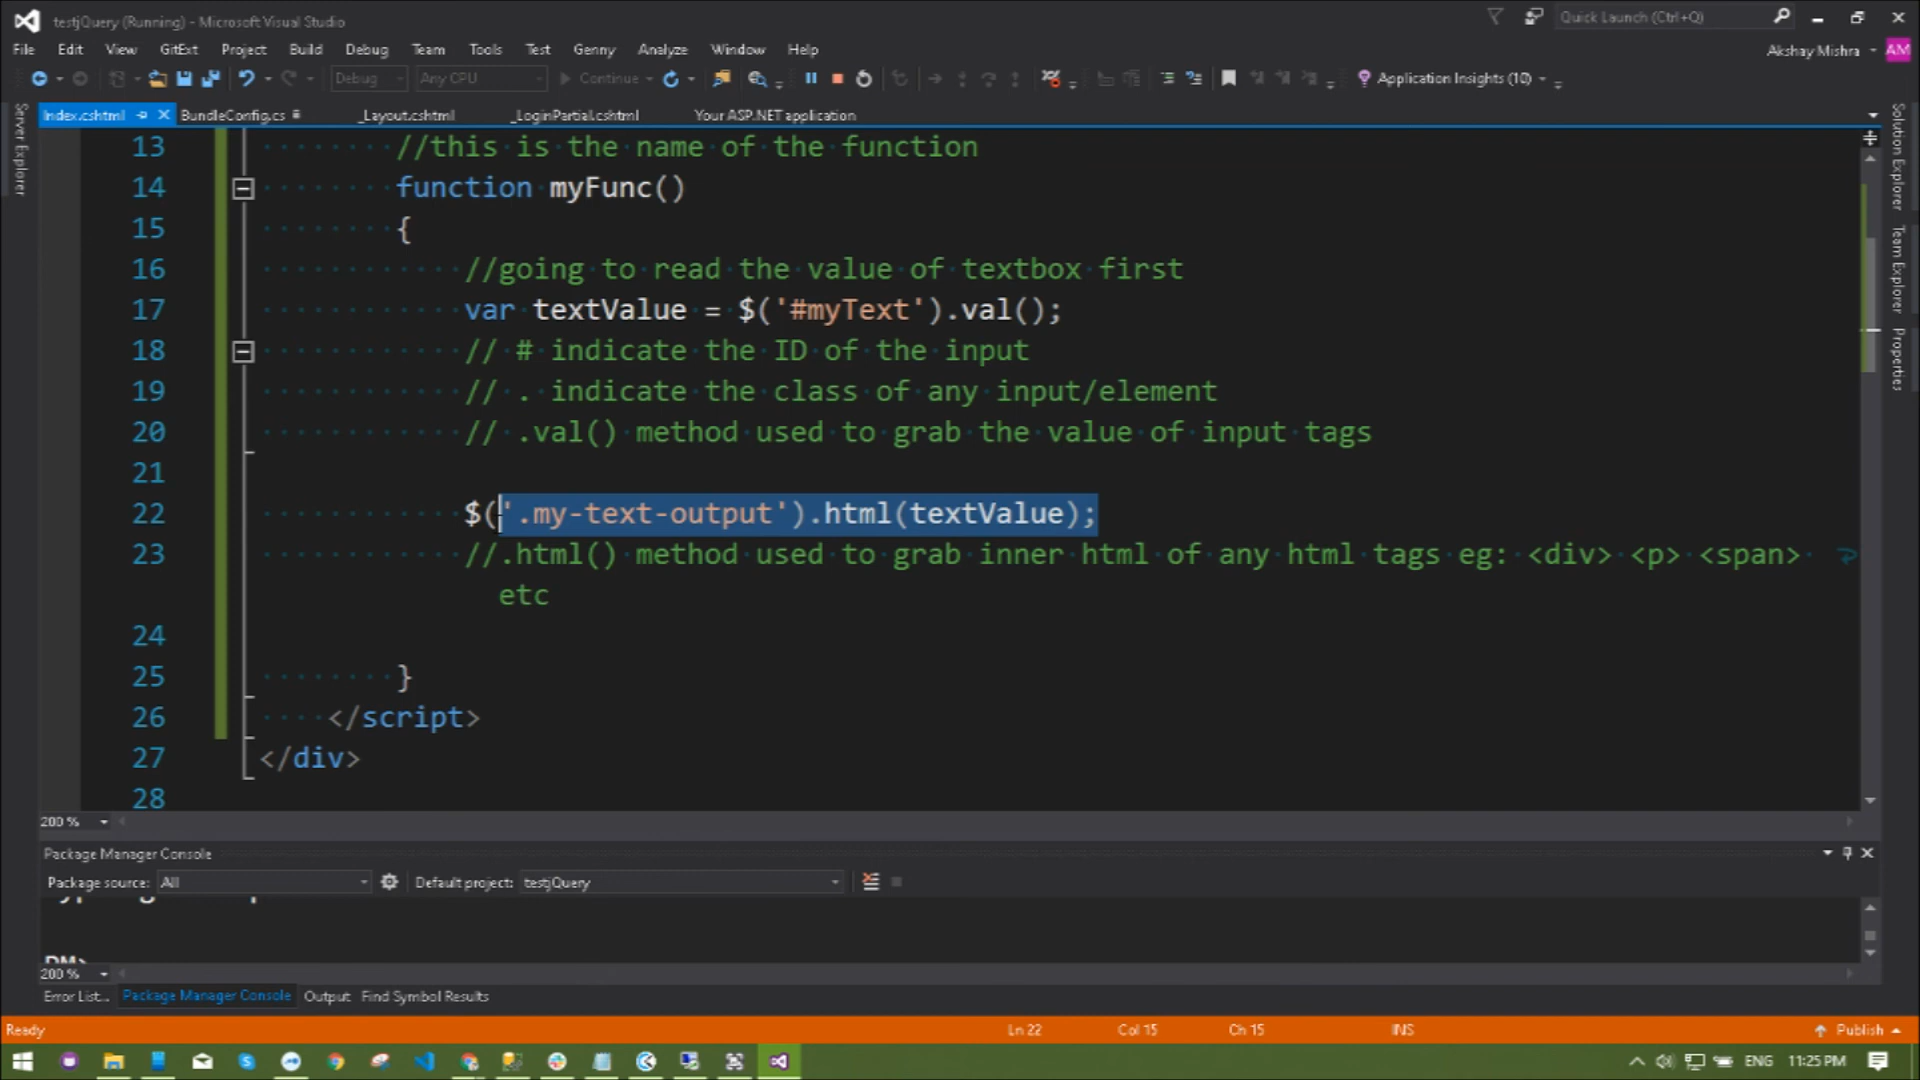 testjQuery (Running) - Microsoft Visual Studio
Quick Launch (Ctrl+Q)
File Edit View GitExt Project Build Debug Team Tools Test Genny Analyze Window Help
Akshay Mishra AM
Debug Any CPU Continue Application Insights (10)
Index.cshtml BundleConfig.cs _Layout.cshtml _LoginPartial.cshtml Your ASP.NET application
Server Explorer
Solution Explorer
Team Explorer
Properties
13 //this is the name of the function
14 function myFunc()
15 {
16 //going to read the value of textbox first
17 var textValue = $('#myText').val();
18 // # indicate the ID of the input
19 // . indicate the class of any input/element
20 // .val() method used to grab the value of input tags
21
22 $('.my-text-output').html(textValue);
23 //.html() method used to grab inner html of any html tags eg: <div> <p> <span>
etc
24
25 }
26 </script>
27 </div>
28
200 %
Package Manager Console
Package source: All Default project: testjQuery
PM>
200 %
Error List... Package Manager Console Output Find Symbol Results
Ready Ln 22 Col 15 Ch 15 INS Publish
ENG 11:25 PM